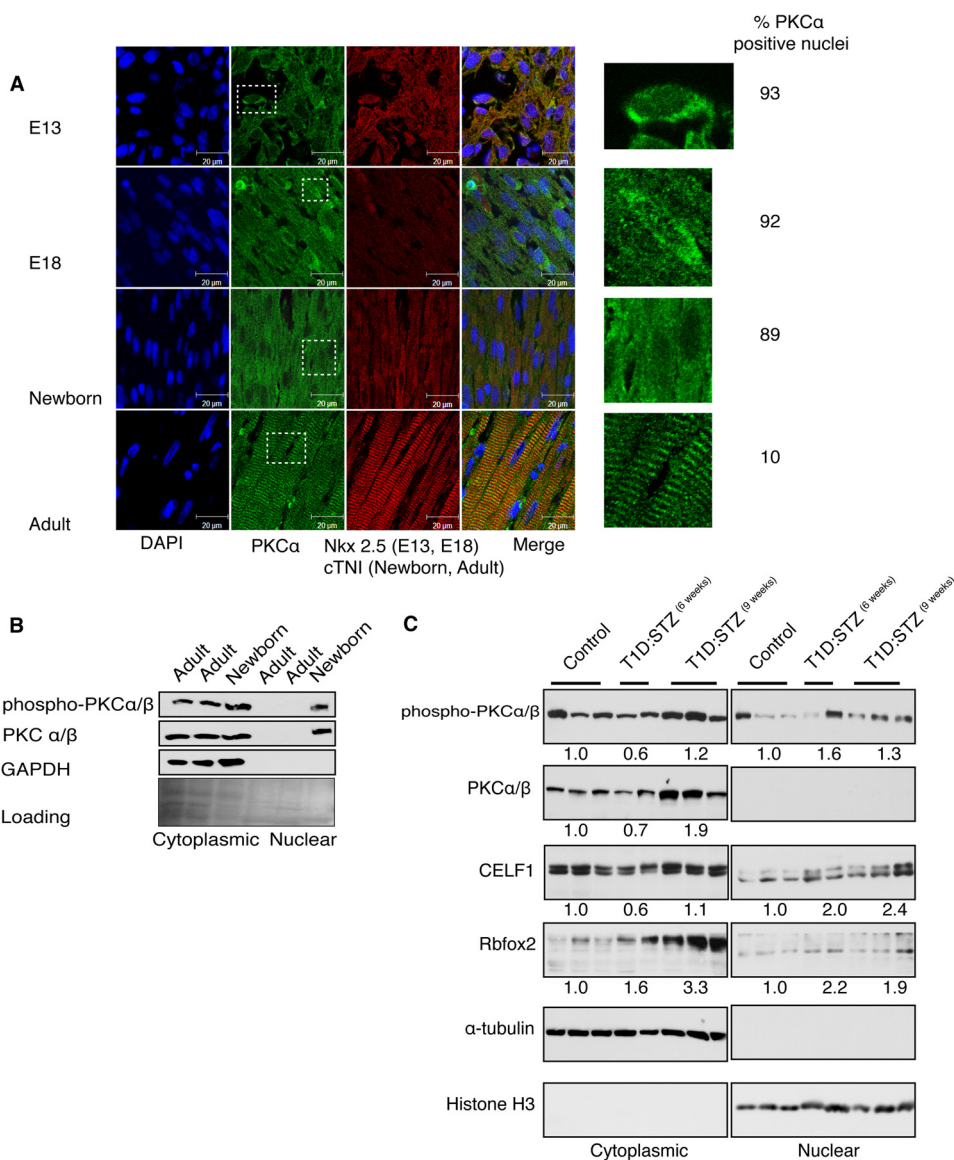 % PKCα
positive nuclei
A
E13
20 µm 20 µm 20 µm 20 µm
93
E18
20 µm 20 µm 20 µm 20 µm
92
Newborn
20 µm 20 µm 20 µm 20 µm
89
Adult
20 µm 20 µm 20 µm 20 µm
10
DAPI PKCα Nkx 2.5 (E13, E18) Merge
cTNI (Newborn, Adult)
B
Adult Adult Newborn Adult Adult Newborn
phospho-PKCα/β
PKC α/β
GAPDH
Loading
Cytoplasmic Nuclear
C
Control T1D:STZ (6 weeks) T1D:STZ (9 weeks) Control T1D:STZ (6 weeks) T1D:STZ (9 weeks)
phospho-PKCα/β
1.0 0.6 1.2 1.0 1.6 1.3
PKCα/β
1.0 0.7 1.9
CELF1
1.0 0.6 1.1 1.0 2.0 2.4
Rbfox2
1.0 1.6 3.3 1.0 2.2 1.9
α-tubulin
Histone H3
Cytoplasmic Nuclear